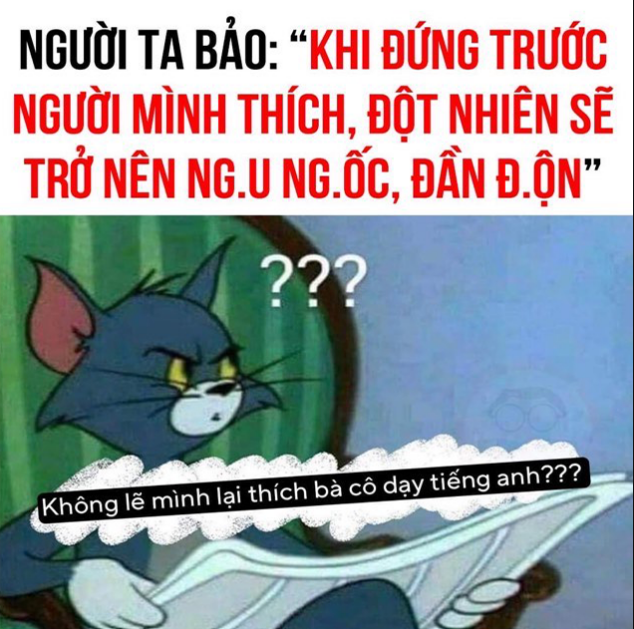 NGƯỜI TA BẢO: “KHI ĐỨNG TRƯỚC
NGƯỜI MÌNH THÍCH, ĐỘT NHIÊN SẼ
TRỞ NÊN NG.U NG.ỐC, ĐẦN Đ.ỘN”
???
Không lẽ mình lại thích bà cô dạy tiếng anh???